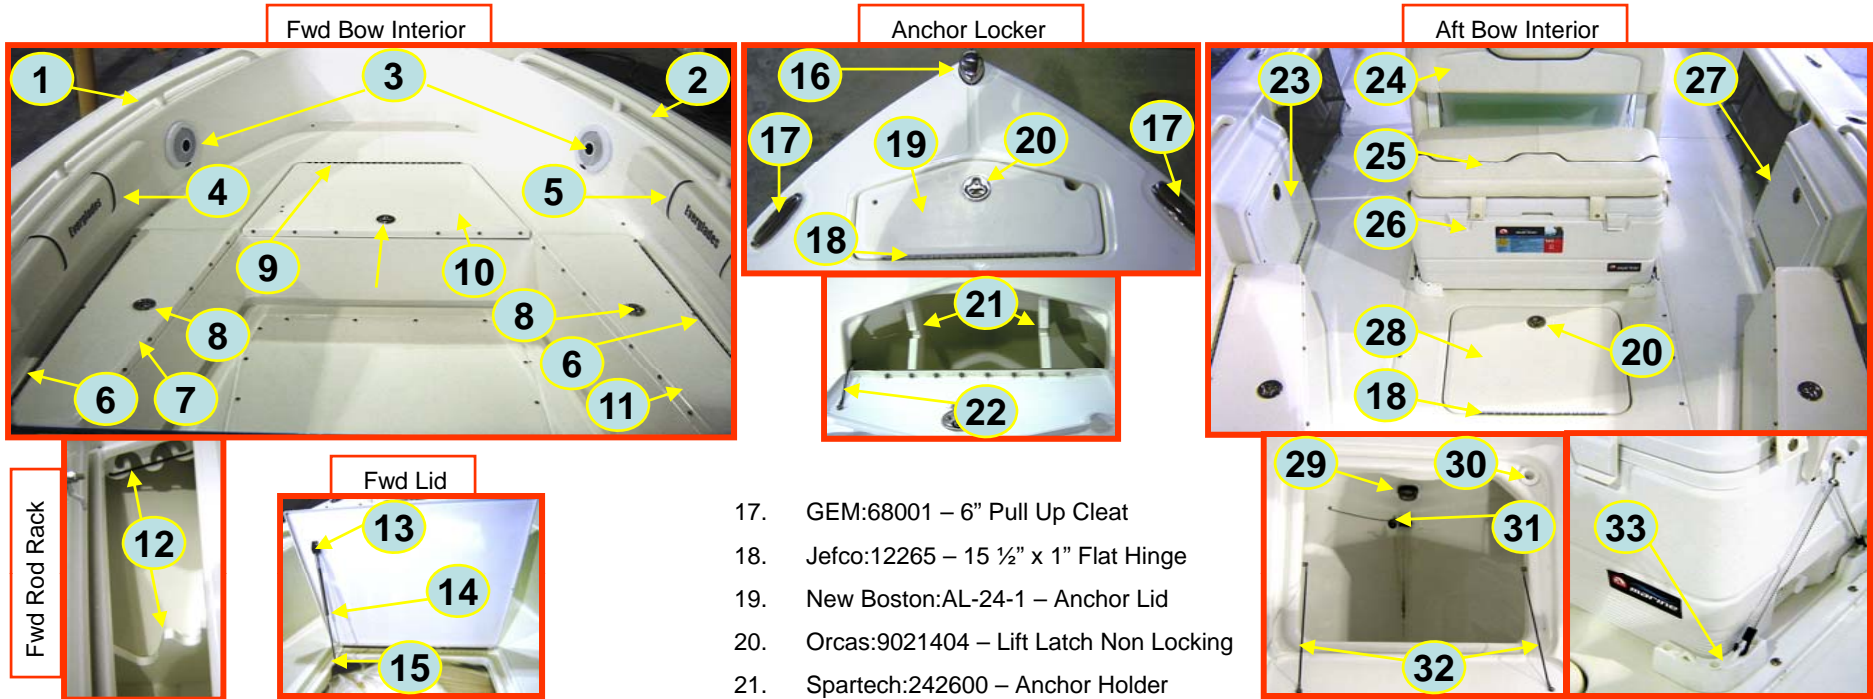 Fwd Bow Interior
Anchor Locker
Aft Bow Interior
1
2
3
4
5
Everglades
Everglades
6
6
7
8
8
9
10
11
Fwd Rod Rack
12
Fwd Lid
13
14
15
16
17
17
18
19
20
21
22
23
24
25
26
27
28
20
18
29
30
31
32
33
marine
17. GEM:68001 – 6” Pull Up Cleat
18. Jefco:12265 – 15 ½” x 1” Flat Hinge
19. New Boston:AL-24-1 – Anchor Lid
20. Orcas:9021404 – Lift Latch Non Locking
21. Spartech:242600 – Anchor Holder